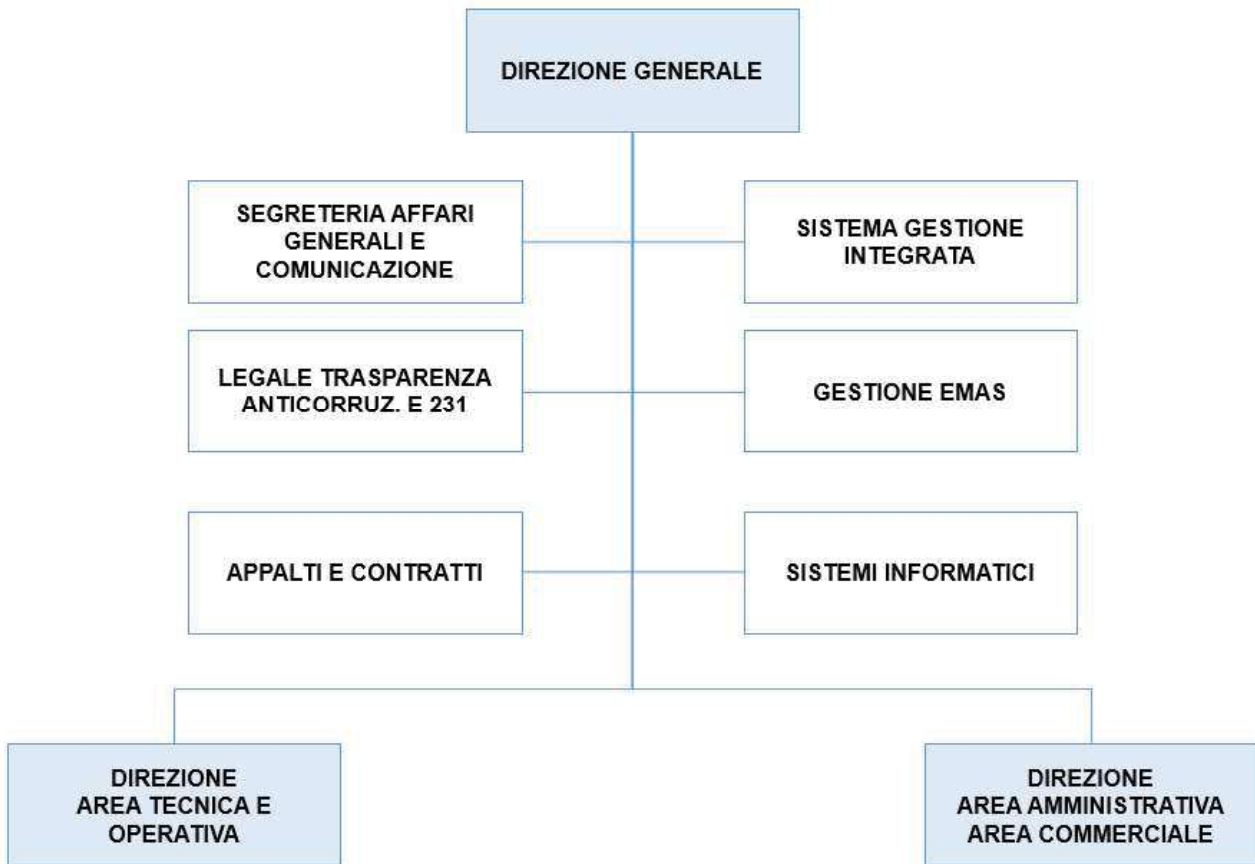 DIREZIONE GENERALE
SEGRETERIA AFFARI
GENERALI E
COMUNICAZIONE
SISTEMA GESTIONE
INTEGRATA
LEGALE TRASPARENZA
ANTICORRUZ. E 231
GESTIONE EMAS
APPALTI E CONTRATTI
SISTEMI INFORMATICI
DIREZIONE
AREA TECNICA E
OPERATIVA
DIREZIONE
AREA AMMINISTRATIVA
AREA COMMERCIALE